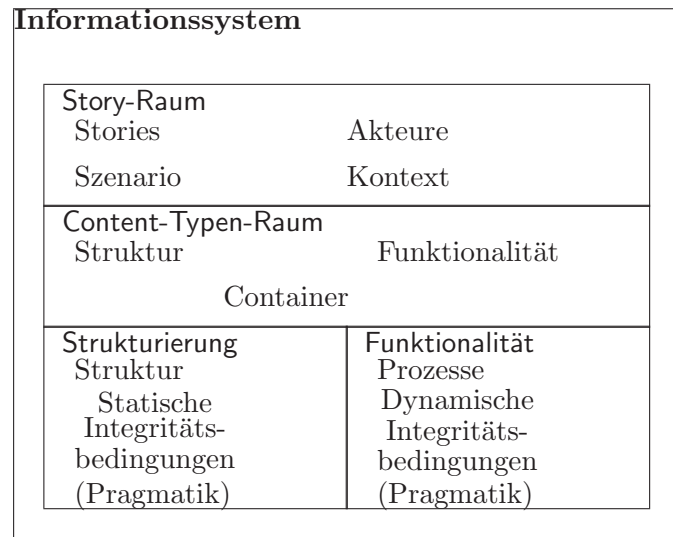 Informationssystem
Story-Raum
Stories Akteure
Szenario Kontext
Content-Typen-Raum
Struktur Funktionalität
Container
Strukturierung
Struktur
Statische
Integritäts-
bedingungen
(Pragmatik)
Funktionalität
Prozesse
Dynamische
Integritäts-
bedingungen
(Pragmatik)